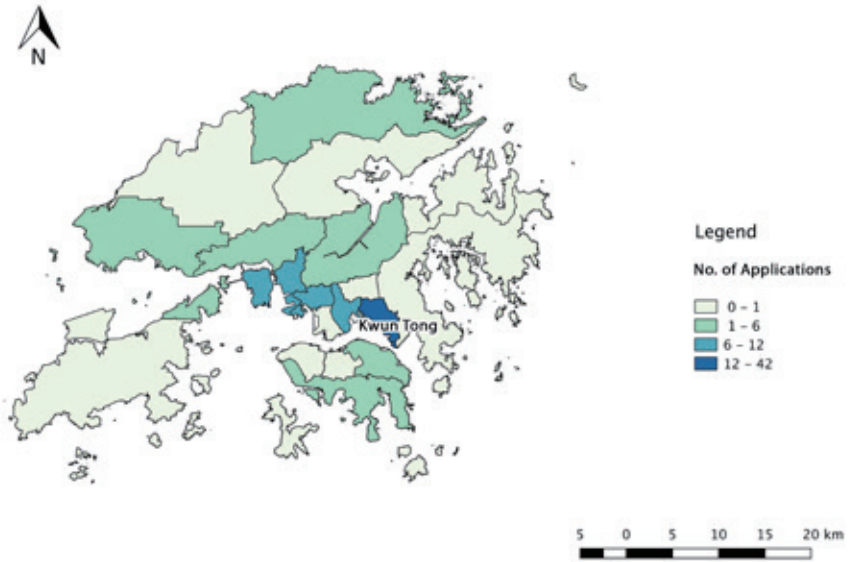 N
Kwun Tong
Legend
No. of Applications
0 – 1
1 – 6
6 – 12
12 – 42
5 0 5 10 15 20 km